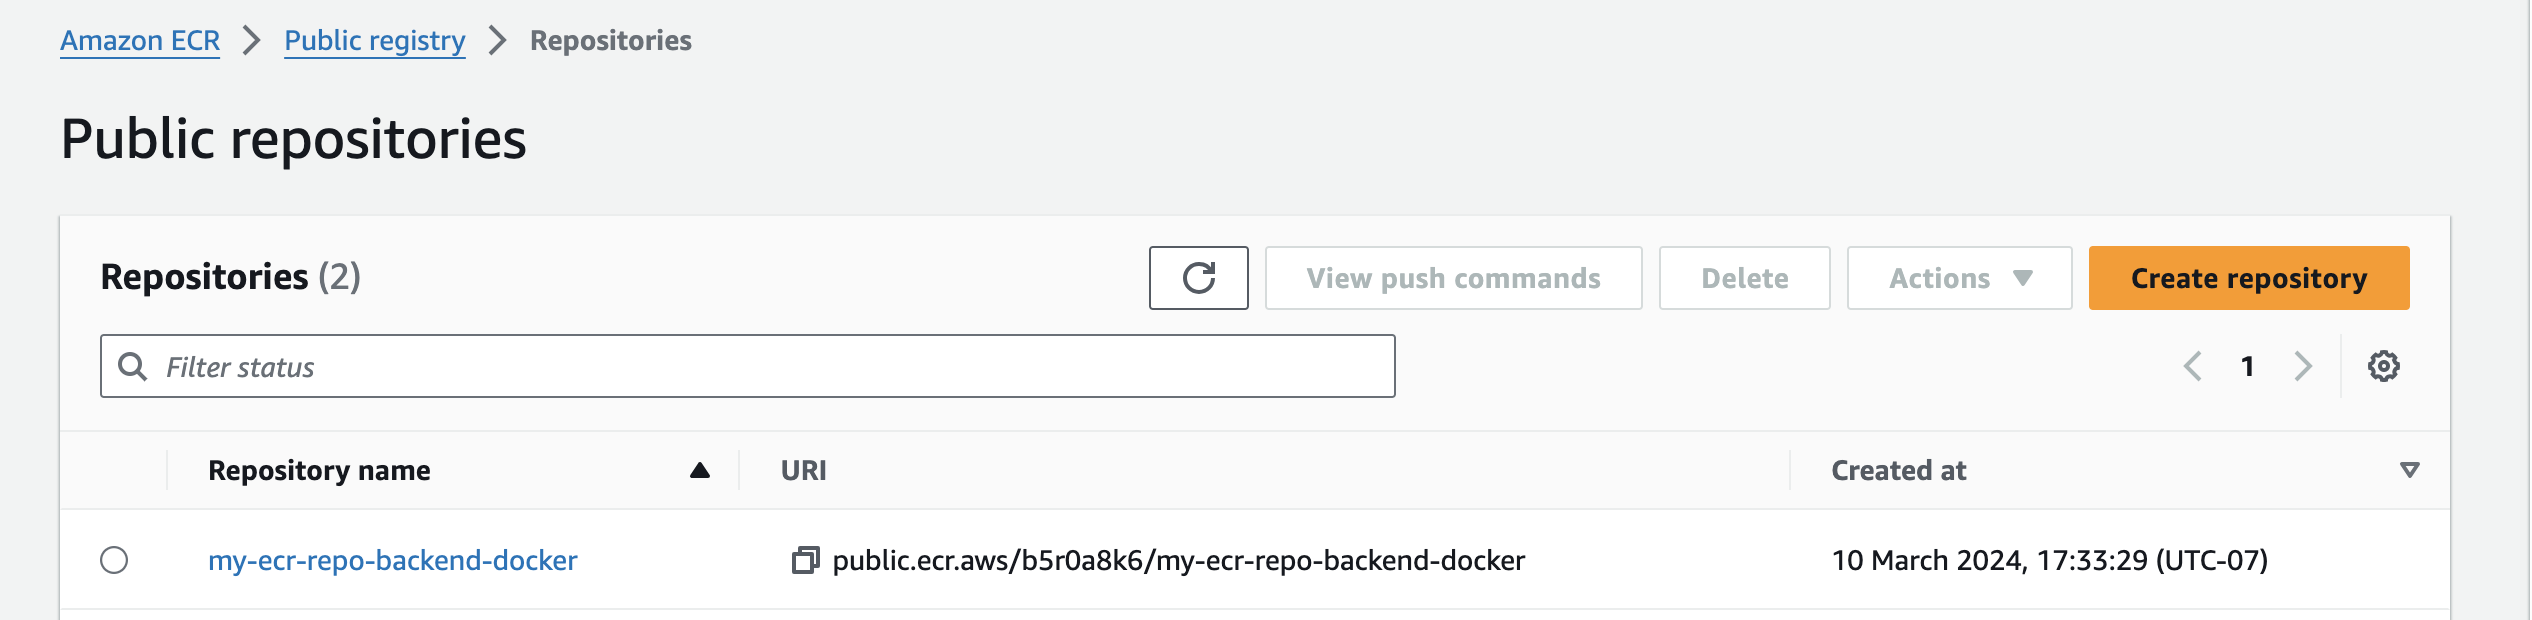 Amazon ECR > Public registry > Repositories
Public repositories
Repositories (2)
View push commands
Delete
Actions
Create repository
Filter status
1
Repository name
URI
Created at
my-ecr-repo-backend-docker
public.ecr.aws/b5r0a8k6/my-ecr-repo-backend-docker
10 March 2024, 17:33:29 (UTC-07)